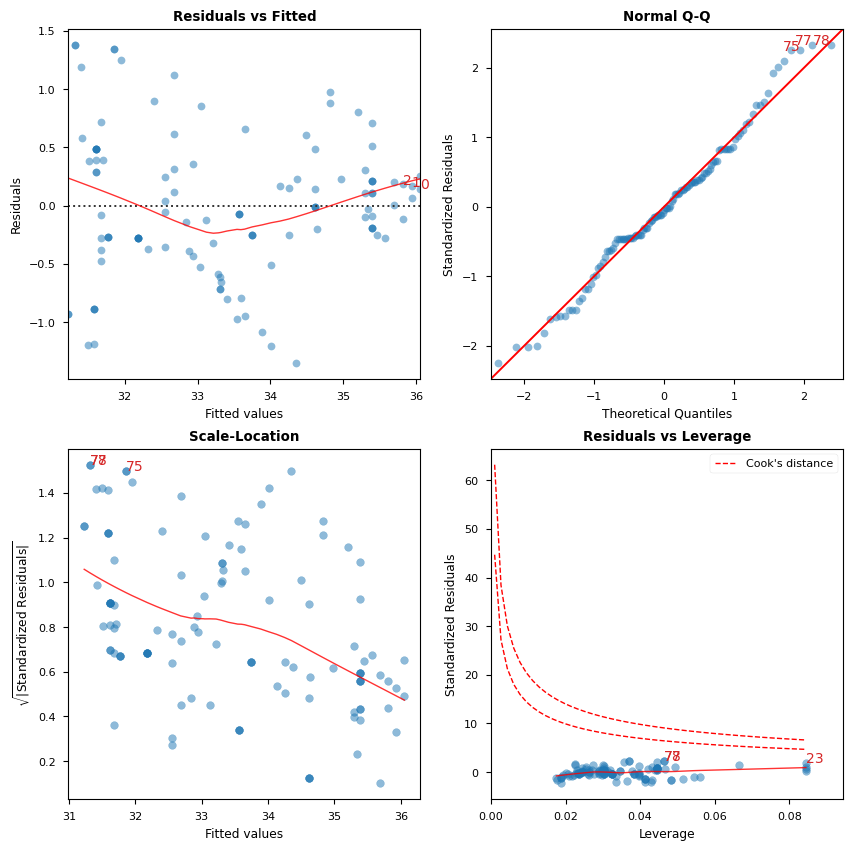 Residuals vs Fitted
Residuals
1.5
1.0
0.5
0.0
−0.5
−1.0
210
32 33 34 35 36
Fitted values
Normal Q-Q
Standardized Residuals
2
1
0
−1
−2
75 77 78
−2 −1 0 1 2
Theoretical Quantiles
Scale-Location
√|Standardized Residuals|
1.4
1.2
1.0
0.8
0.6
0.4
0.2
75
31 32 33 34 35 36
Fitted values
Residuals vs Leverage
Cook's distance
Standardized Residuals
60
50
40
30
20
10
0
23
0.00 0.02 0.04 0.06 0.08
Leverage